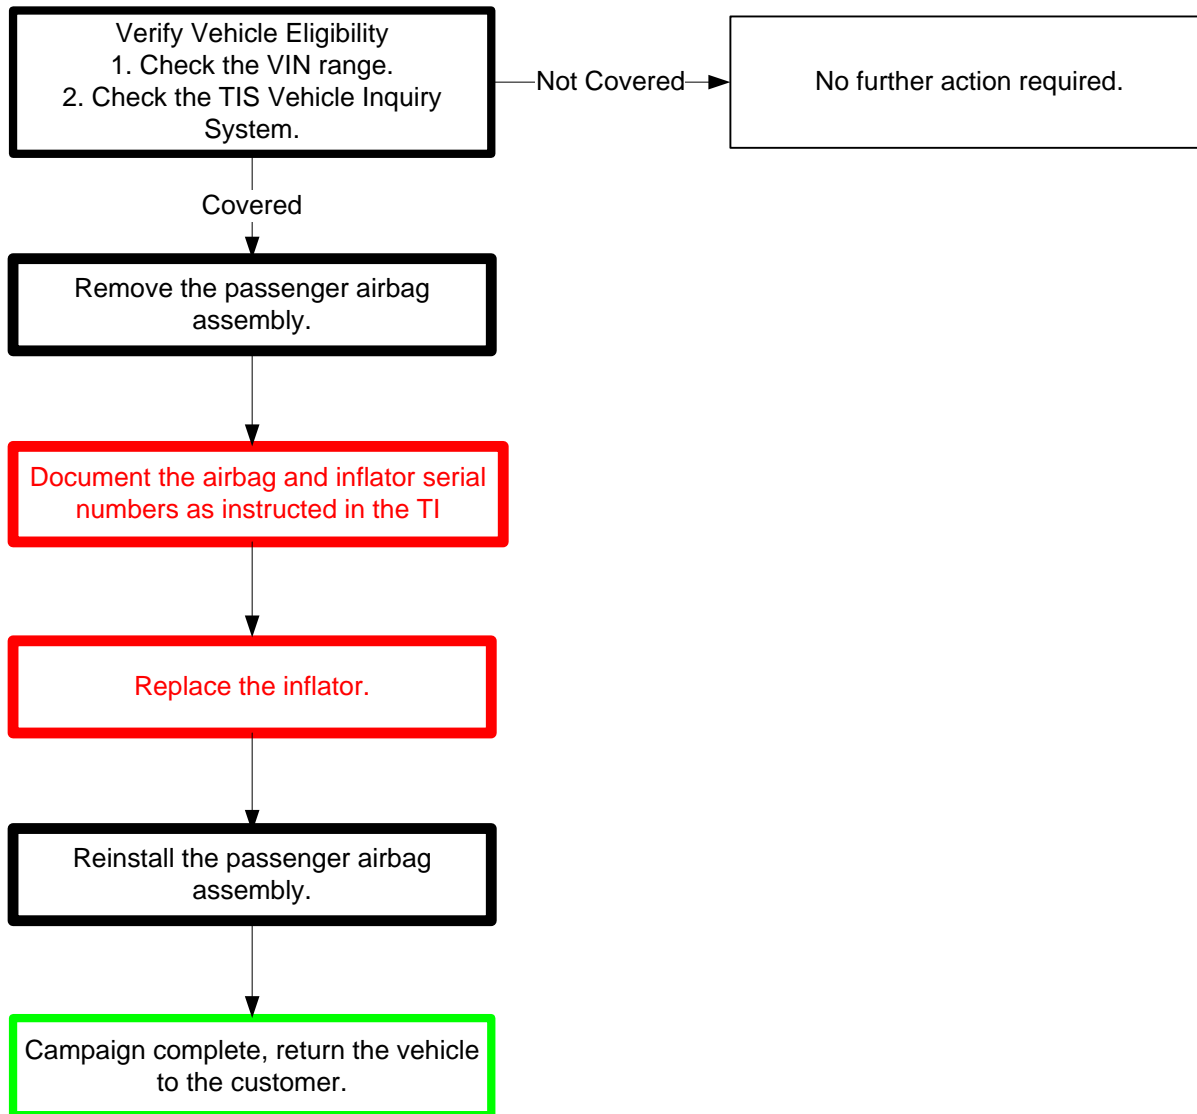 Verify Vehicle Eligibility
1. Check the VIN range.
2. Check the TIS Vehicle Inquiry
System.
Not Covered
No further action required.
Covered
Remove the passenger airbag
assembly.
Document the airbag and inflator serial
numbers as instructed in the TI
Replace the inflator.
Reinstall the passenger airbag
assembly.
Campaign complete, return the vehicle
to the customer.